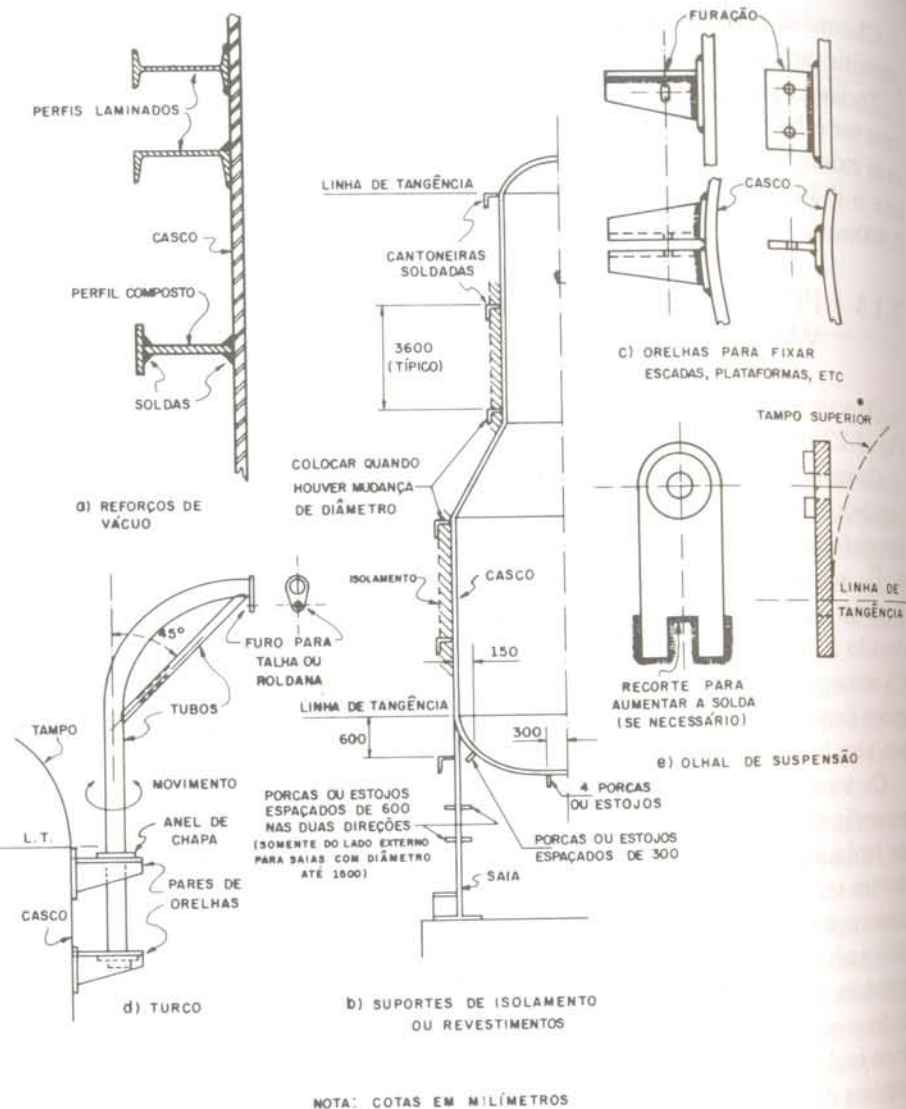 PERFIS LAMINADOS
CASCO
PERFIL COMPOSTO
SOLDAS
a) REFORÇOS DE
VÁCUO
LINHA DE TANGÊNCIA
CANTONEIRAS
SOLDADAS
3600
(TÍPICO)
COLOCAR QUANDO
HOUVER MUDANÇA
DE DIÂMETRO
ISOLAMENTO
CASCO
150
LINHA DE TANGÊNCIA
600
300
4 PORCAS
OU ESTOJOS
PORCAS OU ESTOJOS
ESPAÇADOS DE 600
NAS DUAS DIREÇÕES
(SOMENTE DO LADO EXTERNO
PARA SAIAS COM DIÂMETRO
ATÉ 1500)
PORCAS OU ESTOJOS
ESPAÇADOS DE 300
SAIA
b) SUPORTES DE ISOLAMENTO
OU REVESTIMENTOS
FURAÇÃO
CASCO
c) ORELHAS PARA FIXAR
ESCADAS, PLATAFORMAS, ETC
45°
FURO PARA
TALHA OU
ROLDANA
TUBOS
TAMPO
MOVIMENTO
L.T.
ANEL DE
CHAPA
PARES DE
ORELHAS
CASCO
d) TURCO
TAMPO SUPERIOR
LINHA DE
TANGÊNCIA
RECORTE PARA
AUMENTAR A SOLDA
(SE NECESSÁRIO)
e) OLHAL DE SUSPENSÃO
NOTA: COTAS EM MILÍMETROS